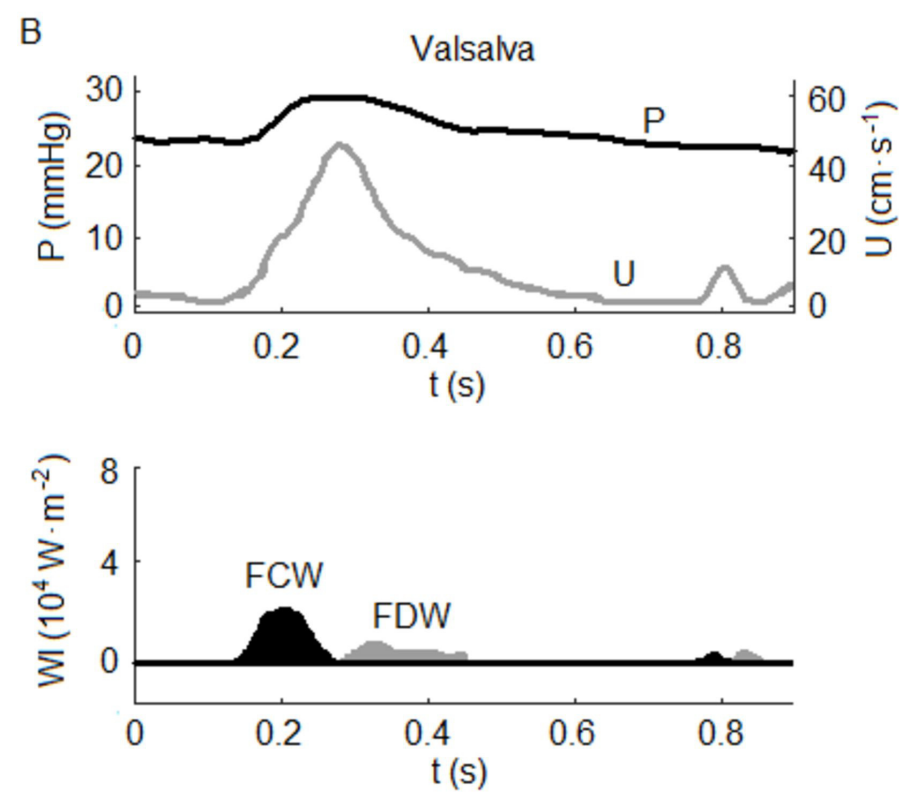 B
Valsalva
30
20
10
0
P (mmHg)
60
40
20
0
U (cm·s⁻¹)
P
U
0 0.2 0.4 0.6 0.8
t (s)
8
4
0
WI (10⁴ W·m⁻²)
FCW
FDW
0 0.2 0.4 0.6 0.8
t (s)